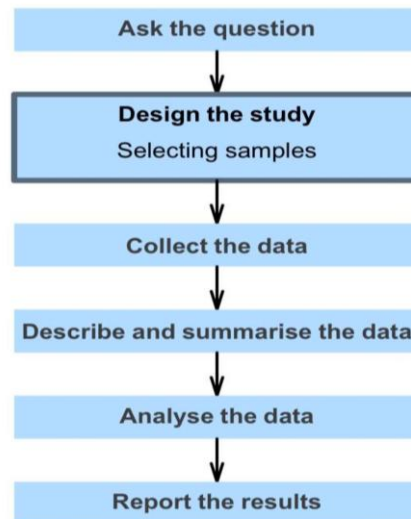 Ask the question
Design the study
Selecting samples
Collect the data
Describe and summarise the data
Analyse the data
Report the results